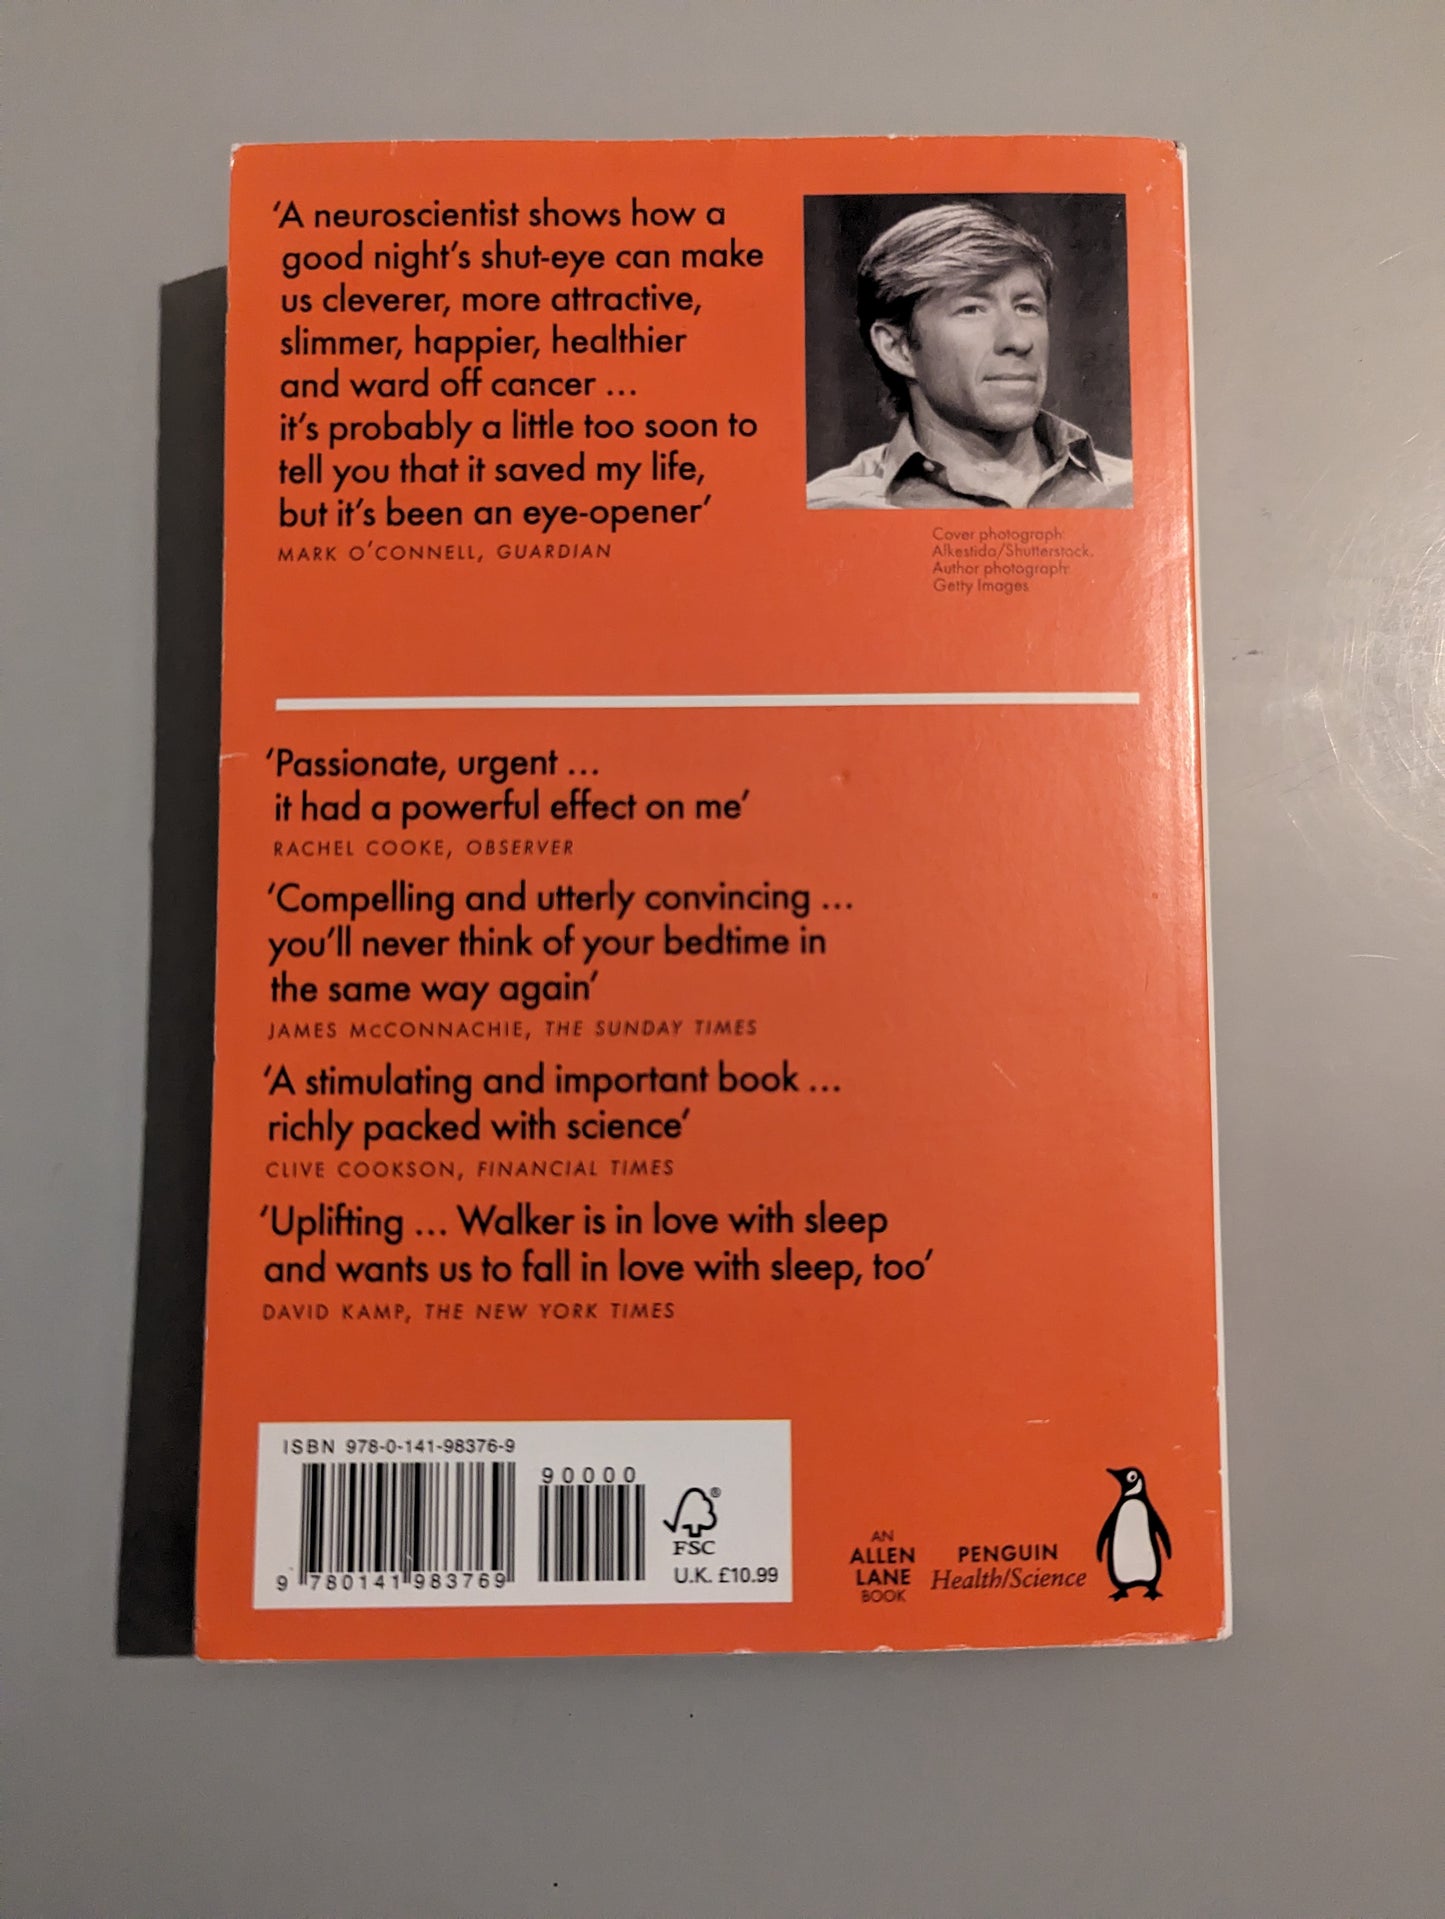 ‘A neuroscientist shows how a
good night’s shut-eye can make
us cleverer, more attractive,
slimmer, happier, healthier
and ward off cancer ...
it’s probably a little too soon to
tell you that it saved my life,
but it’s been an eye-opener’
MARK O’CONNELL, GUARDIAN
Cover photograph:
Alkestida/Shutterstock.
Author photograph:
Getty Images
‘Passionate, urgent ...
it had a powerful effect on me’
RACHEL COOKE, OBSERVER
‘Compelling and utterly convincing ...
you’ll never think of your bedtime in
the same way again’
JAMES McCONNACHIE, THE SUNDAY TIMES
‘A stimulating and important book ...
richly packed with science’
CLIVE COOKSON, FINANCIAL TIMES
‘Uplifting ... Walker is in love with sleep
and wants us to fall in love with sleep, too’
DAVID KAMP, THE NEW YORK TIMES
ISBN 978-0-141-98376-9
90000
9 780141 983769
FSC®
U.K. £10.99
AN
ALLEN
LANE
BOOK
PENGUIN
Health/Science